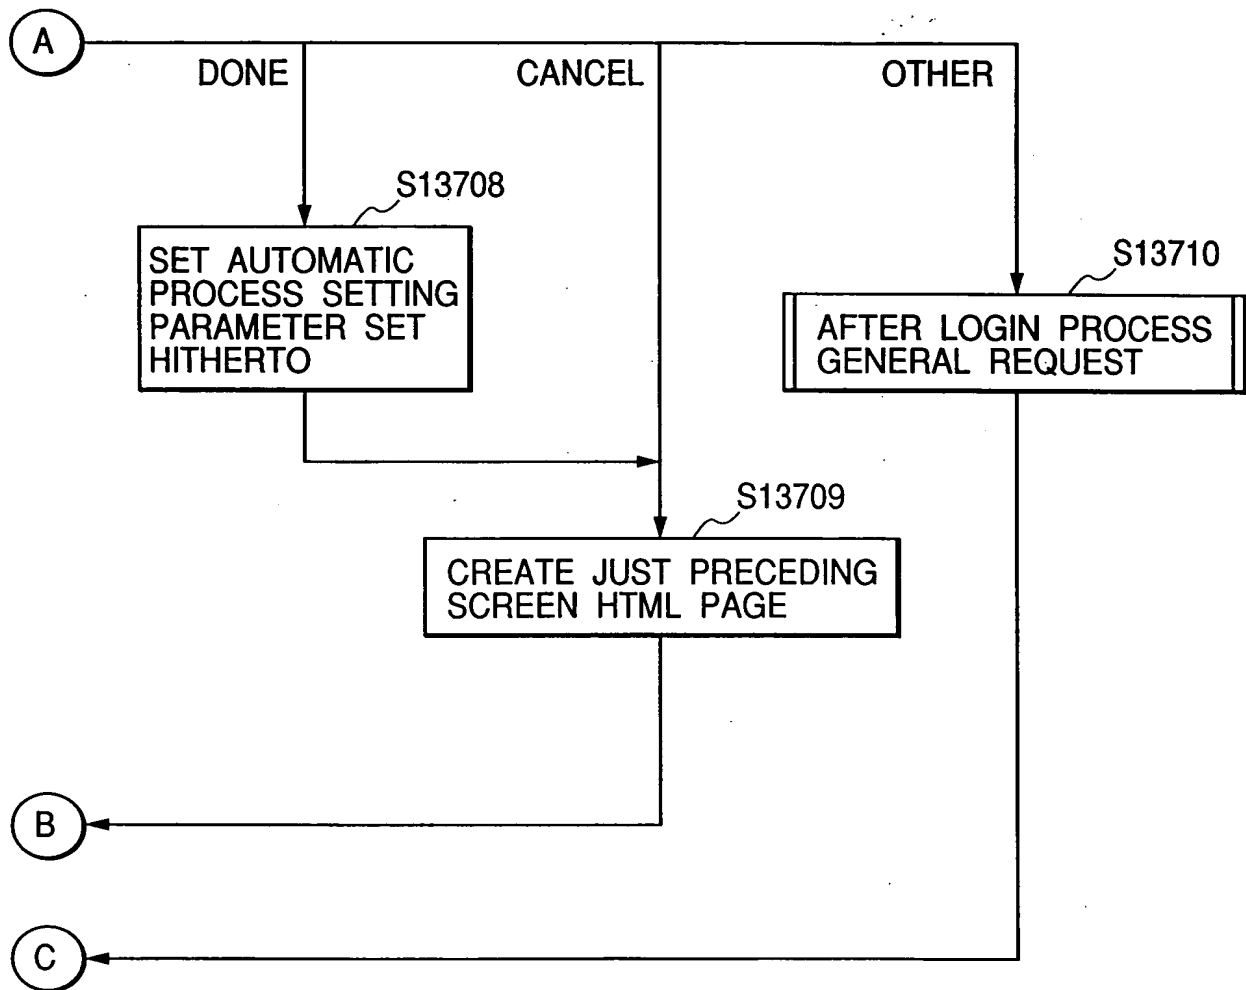 A
DONE
CANCEL
OTHER
S13708
SET AUTOMATIC
PROCESS SETTING
PARAMETER SET
HITHERTO
S13710
AFTER LOGIN PROCESS
GENERAL REQUEST
S13709
CREATE JUST PRECEDING
SCREEN HTML PAGE
B
C